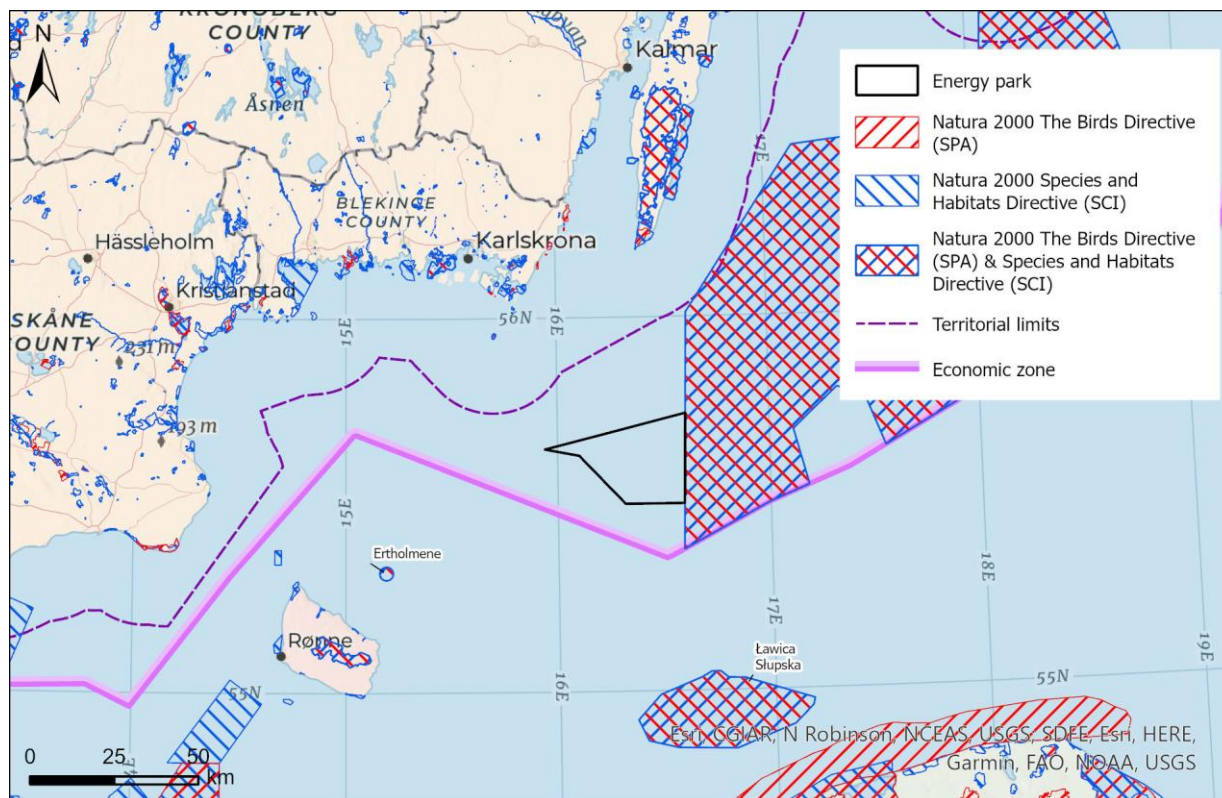 KRONOBERG
COUNTY
N
Åsnen
Kalmar
BLEKINGE
COUNTY
Hässleholm
Karlskrona
Kristianstad
SKÅNE
COUNTY
231 m
193 m
56N
15E
16E
17E
Energy park
Natura 2000 The Birds Directive
(SPA)
Natura 2000 Species and
Habitats Directive (SCI)
Natura 2000 The Birds Directive
(SPA) & Species and Habitats
Directive (SCI)
Territorial limits
Economic zone
15E
Ertholmene
18E
Rønne
17E
Ławica
Słupska
19E
55N
16E
55N
0 25 50
km
Esri, CGIAR, N Robinson, NCEAS, USGS, SDFE, Esri, HERE,
Garmin, FAO, NOAA, USGS